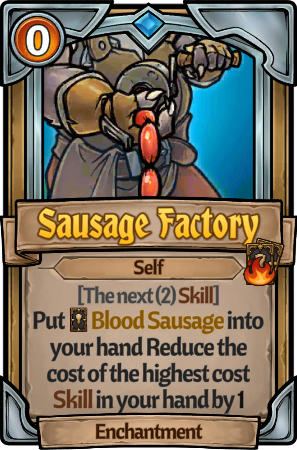 0
Sausage Factory
Self
[The next (2) Skill]
Put Blood Sausage into
your hand Reduce the
cost of the highest cost
Skill in your hand by 1
Enchantment